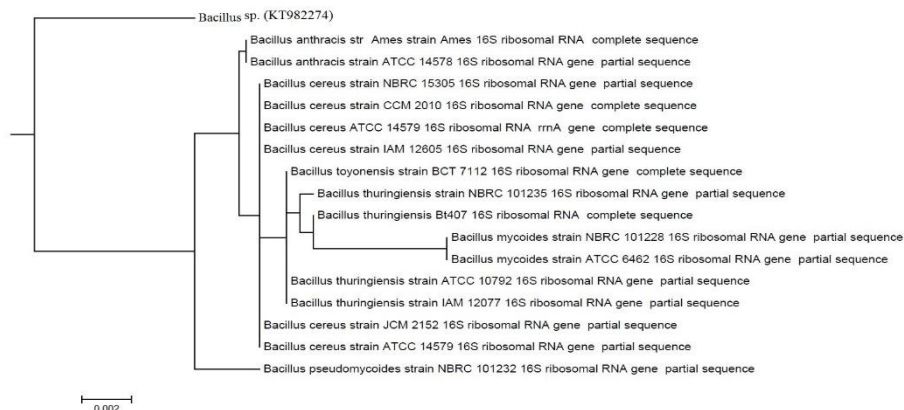 Bacillus sp. (KT982274)
Bacillus anthracis str Ames strain Ames 16S ribosomal RNA complete sequence
Bacillus anthracis strain ATCC 14578 16S ribosomal RNA gene partial sequence
Bacillus cereus strain NBRC 15305 16S ribosomal RNA gene partial sequence
Bacillus cereus strain CCM 2010 16S ribosomal RNA gene complete sequence
Bacillus cereus ATCC 14579 16S ribosomal RNA rrnA gene complete sequence
Bacillus cereus strain IAM 12605 16S ribosomal RNA gene partial sequence
Bacillus toyonensis strain BCT 7112 16S ribosomal RNA gene complete sequence
Bacillus thuringiensis strain NBRC 101235 16S ribosomal RNA gene partial sequence
Bacillus thuringiensis Bt407 16S ribosomal RNA complete sequence
Bacillus mycoides strain NBRC 101228 16S ribosomal RNA gene partial sequence
Bacillus mycoides strain ATCC 6462 16S ribosomal RNA gene partial sequence
Bacillus thuringiensis strain ATCC 10792 16S ribosomal RNA gene partial sequence
Bacillus thuringiensis strain IAM 12077 16S ribosomal RNA gene partial sequence
Bacillus cereus strain JCM 2152 16S ribosomal RNA gene partial sequence
Bacillus cereus strain ATCC 14579 16S ribosomal RNA gene partial sequence
Bacillus pseudomycoides strain NBRC 101232 16S ribosomal RNA gene partial sequence
0.002